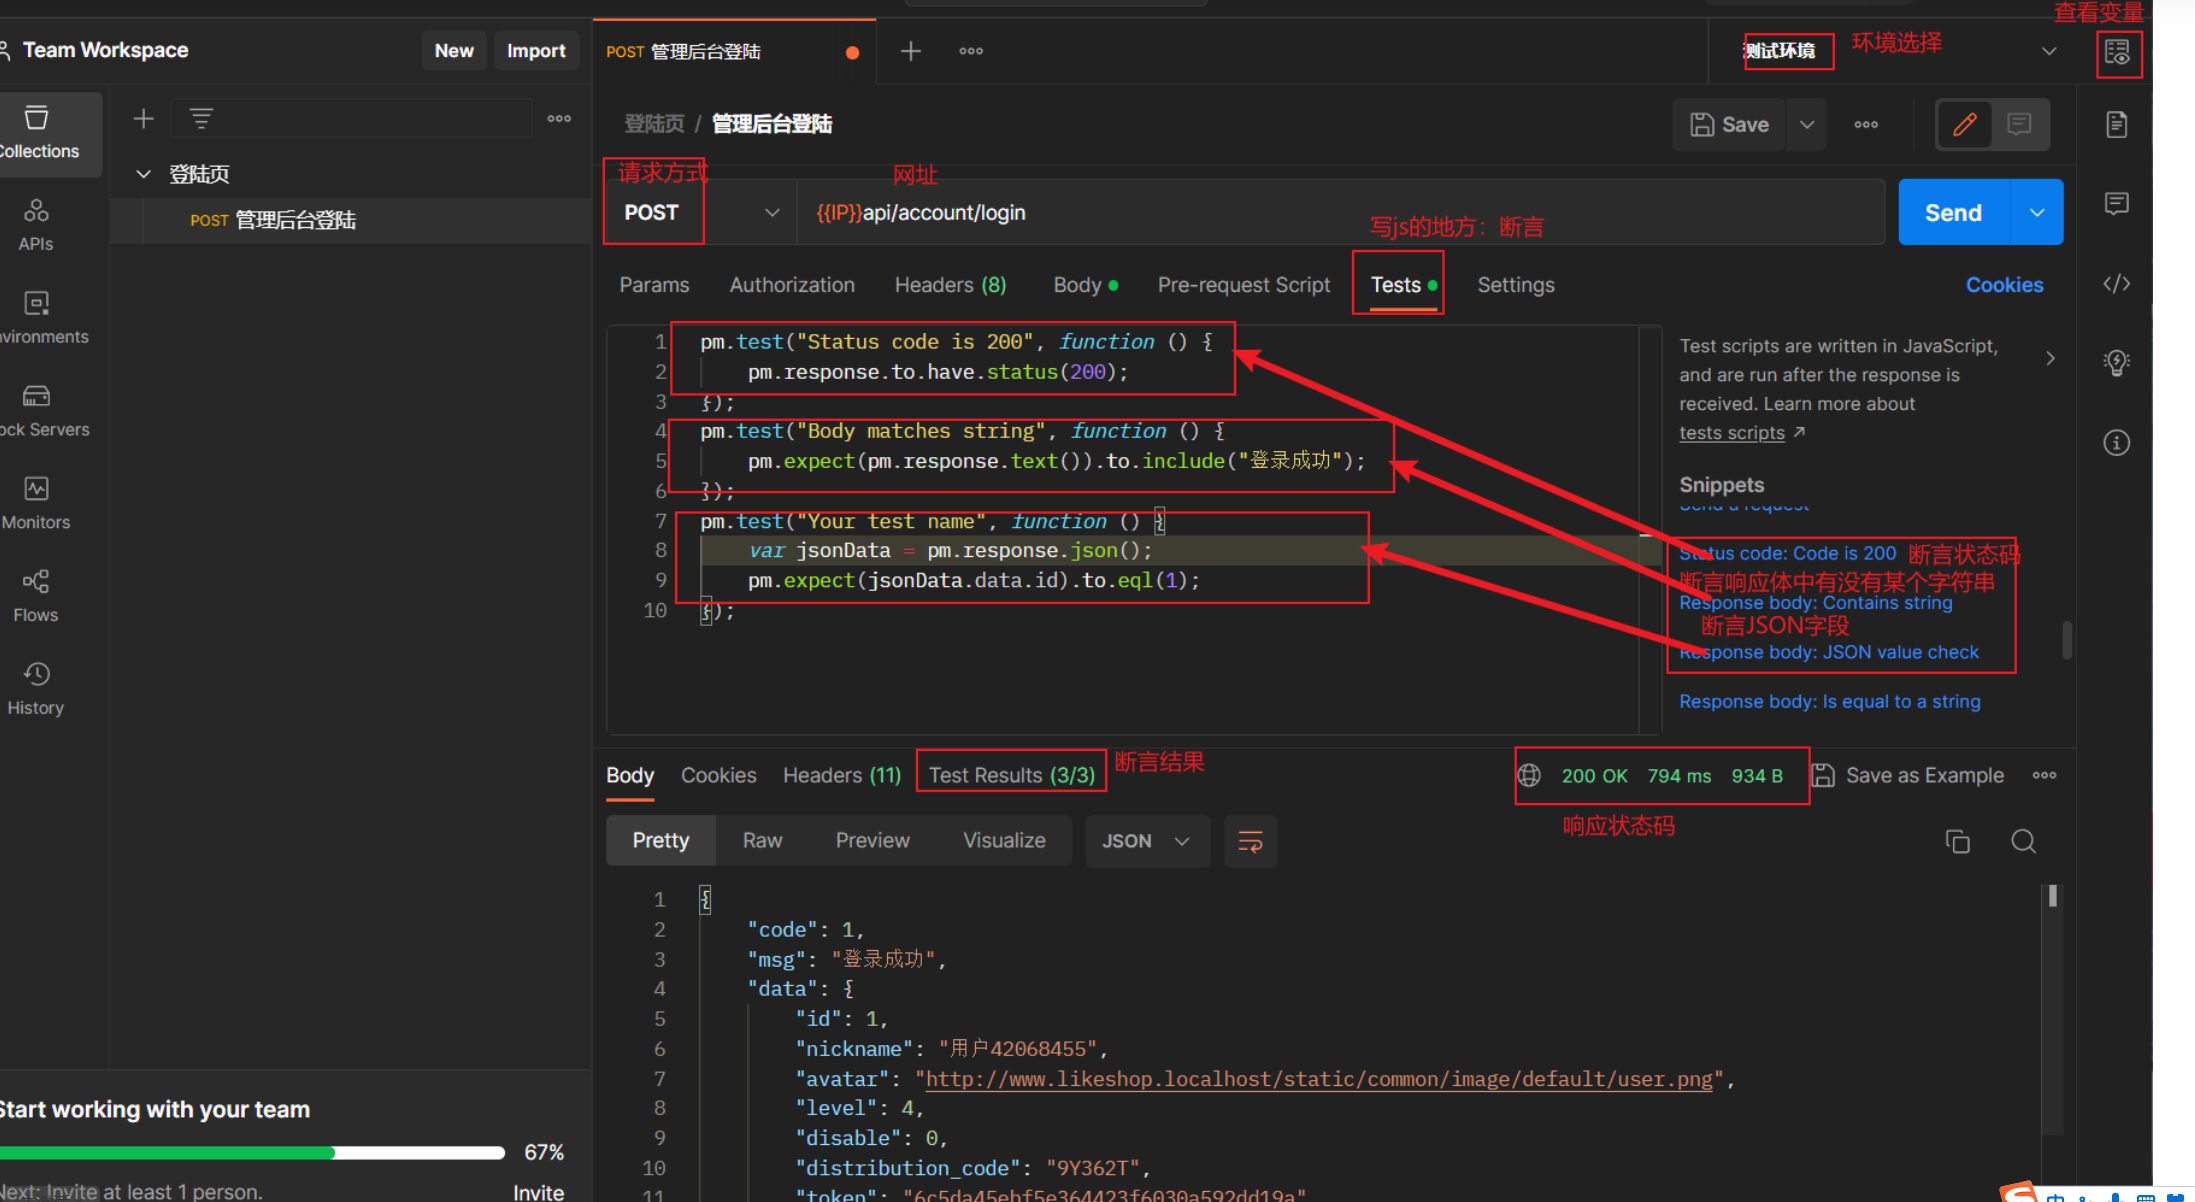 查看变量
Team Workspace
New
Import
POST 管理后台登陆
测试环境
环境选择
Collections
登陆页 / 管理后台登陆
Save
登陆页
POST 管理后台登陆
APIs
Environments
Mock Servers
Monitors
Flows
History
请求方式
网址
POST
{{IP}}api/account/login
Send
写js的地方：断言
Params
Authorization
Headers (8)
Body
Pre-request Script
Tests
Settings
Cookies
1 pm.test("Status code is 200", function () {
2 pm.response.to.have.status(200);
3 });
4 pm.test("Body matches string", function () {
5 pm.expect(pm.response.text()).to.include("登录成功");
6 });
7 pm.test("Your test name", function () {
8 var jsonData = pm.response.json();
9 pm.expect(jsonData.data.id).to.eql(1);
10 });
Test scripts are written in JavaScript,
and are run after the response is
received. Learn more about
tests scripts ↗
Snippets
Send a request
Status code: Code is 200 断言状态码
断言响应体中有没有某个字符串
Response body: Contains string
断言JSON字段
Response body: JSON value check
Response body: Is equal to a string
Body
Cookies
Headers (11)
Test Results (3/3)
断言结果
200 OK
794 ms
934 B
Save as Example
响应状态码
Pretty
Raw
Preview
Visualize
JSON
1 {
2 "code": 1,
3 "msg": "登录成功",
4 "data": {
5 "id": 1,
6 "nickname": "用户42068455",
7 "avatar": "http://www.likeshop.localhost/static/common/image/default/user.png",
8 "level": 4,
9 "disable": 0,
10 "distribution_code": "9Y362T",
11 "token": "6c5da45ebf5e364423f6030a592dd19a"
Start working with your team
67%
Next: Invite at least 1 person.
Invite
中